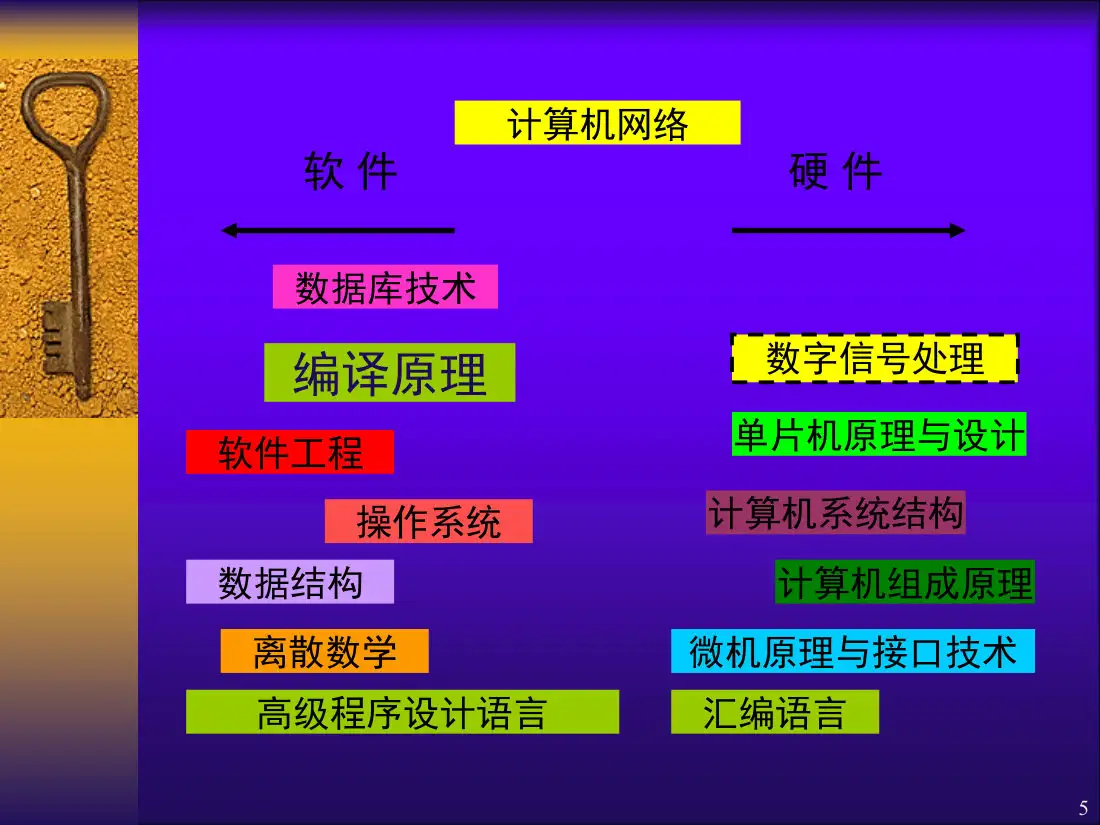 计算机网络
软 件
硬 件
数据库技术
编译原理
数字信号处理
单片机原理与设计
软件工程
计算机系统结构
操作系统
数据结构
计算机组成原理
离散数学
微机原理与接口技术
高级程序设计语言
汇编语言
5